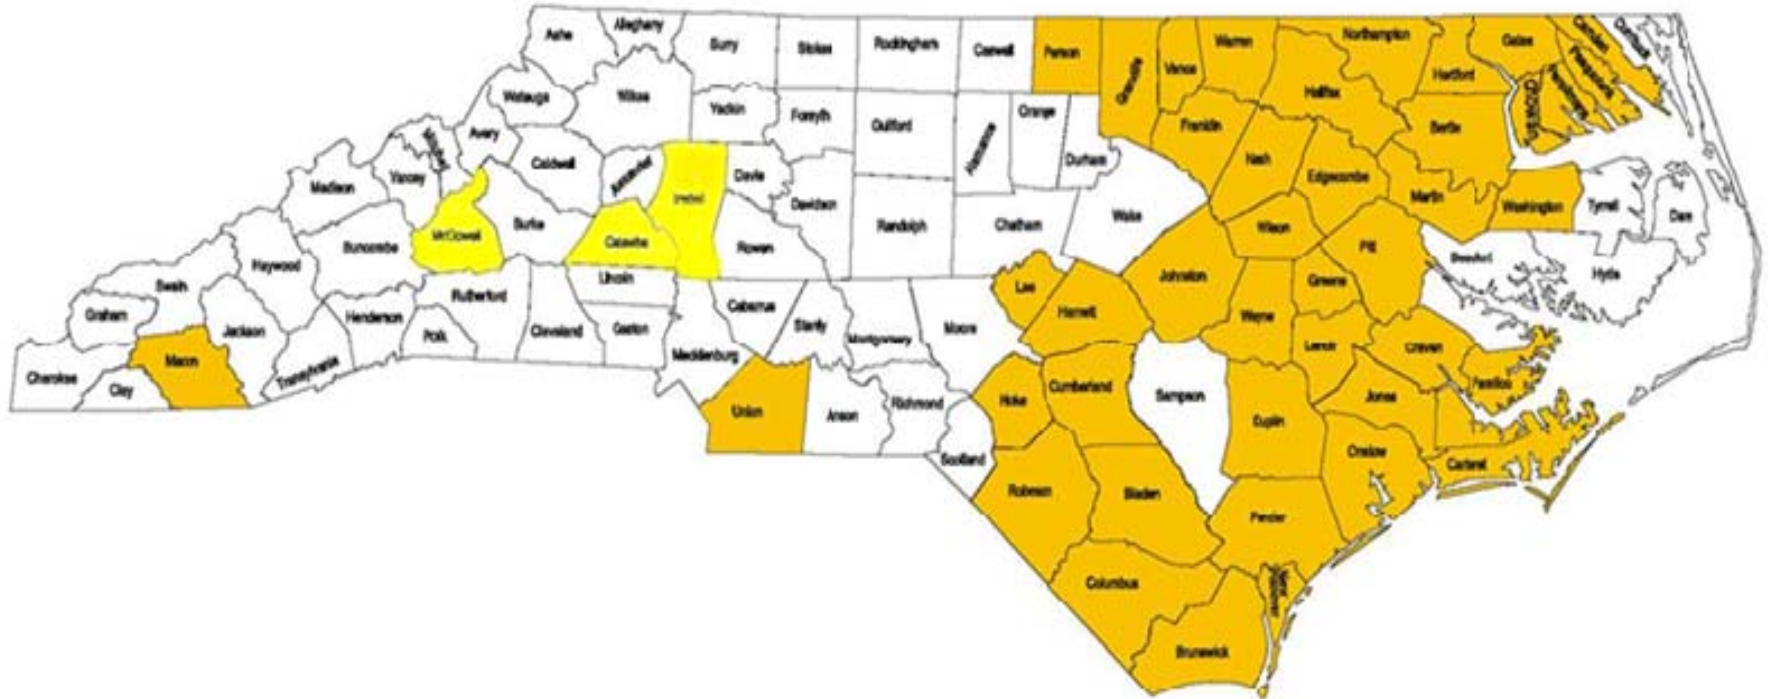 Ashe
Alleghany
Surry
Stokes
Rockingham
Caswell
Person
Granville
Vance
Warren
Northampton
Gates
Camden
Currituck
Hartford
Halifax
Pasquotank
Perquimans
Chowan
Watauga
Wilkes
Yadkin
Forsyth
Guilford
Alamance
Orange
Durham
Franklin
Nash
Bertie
Edgecombe
Martin
Washington
Tyrrell
Dare
Mitchell
Avery
Caldwell
Alexander
Iredell
Davie
Davidson
Randolph
Chatham
Wake
Wilson
Pitt
Beaufort
Hyde
Madison
Yancey
McDowell
Burke
Catawba
Rowan
Buncombe
Haywood
Swain
Graham
Jackson
Macon
Cherokee
Clay
Transylvania
Henderson
Rutherford
Polk
Cleveland
Lincoln
Gaston
Mecklenburg
Cabarrus
Stanly
Montgomery
Moore
Lee
Harnett
Johnston
Wayne
Greene
Lenoir
Craven
Pamlico
Jones
Union
Anson
Richmond
Scotland
Hoke
Cumberland
Sampson
Duplin
Onslow
Carteret
Robeson
Bladen
Pender
Columbus
Brunswick
New
Hanover